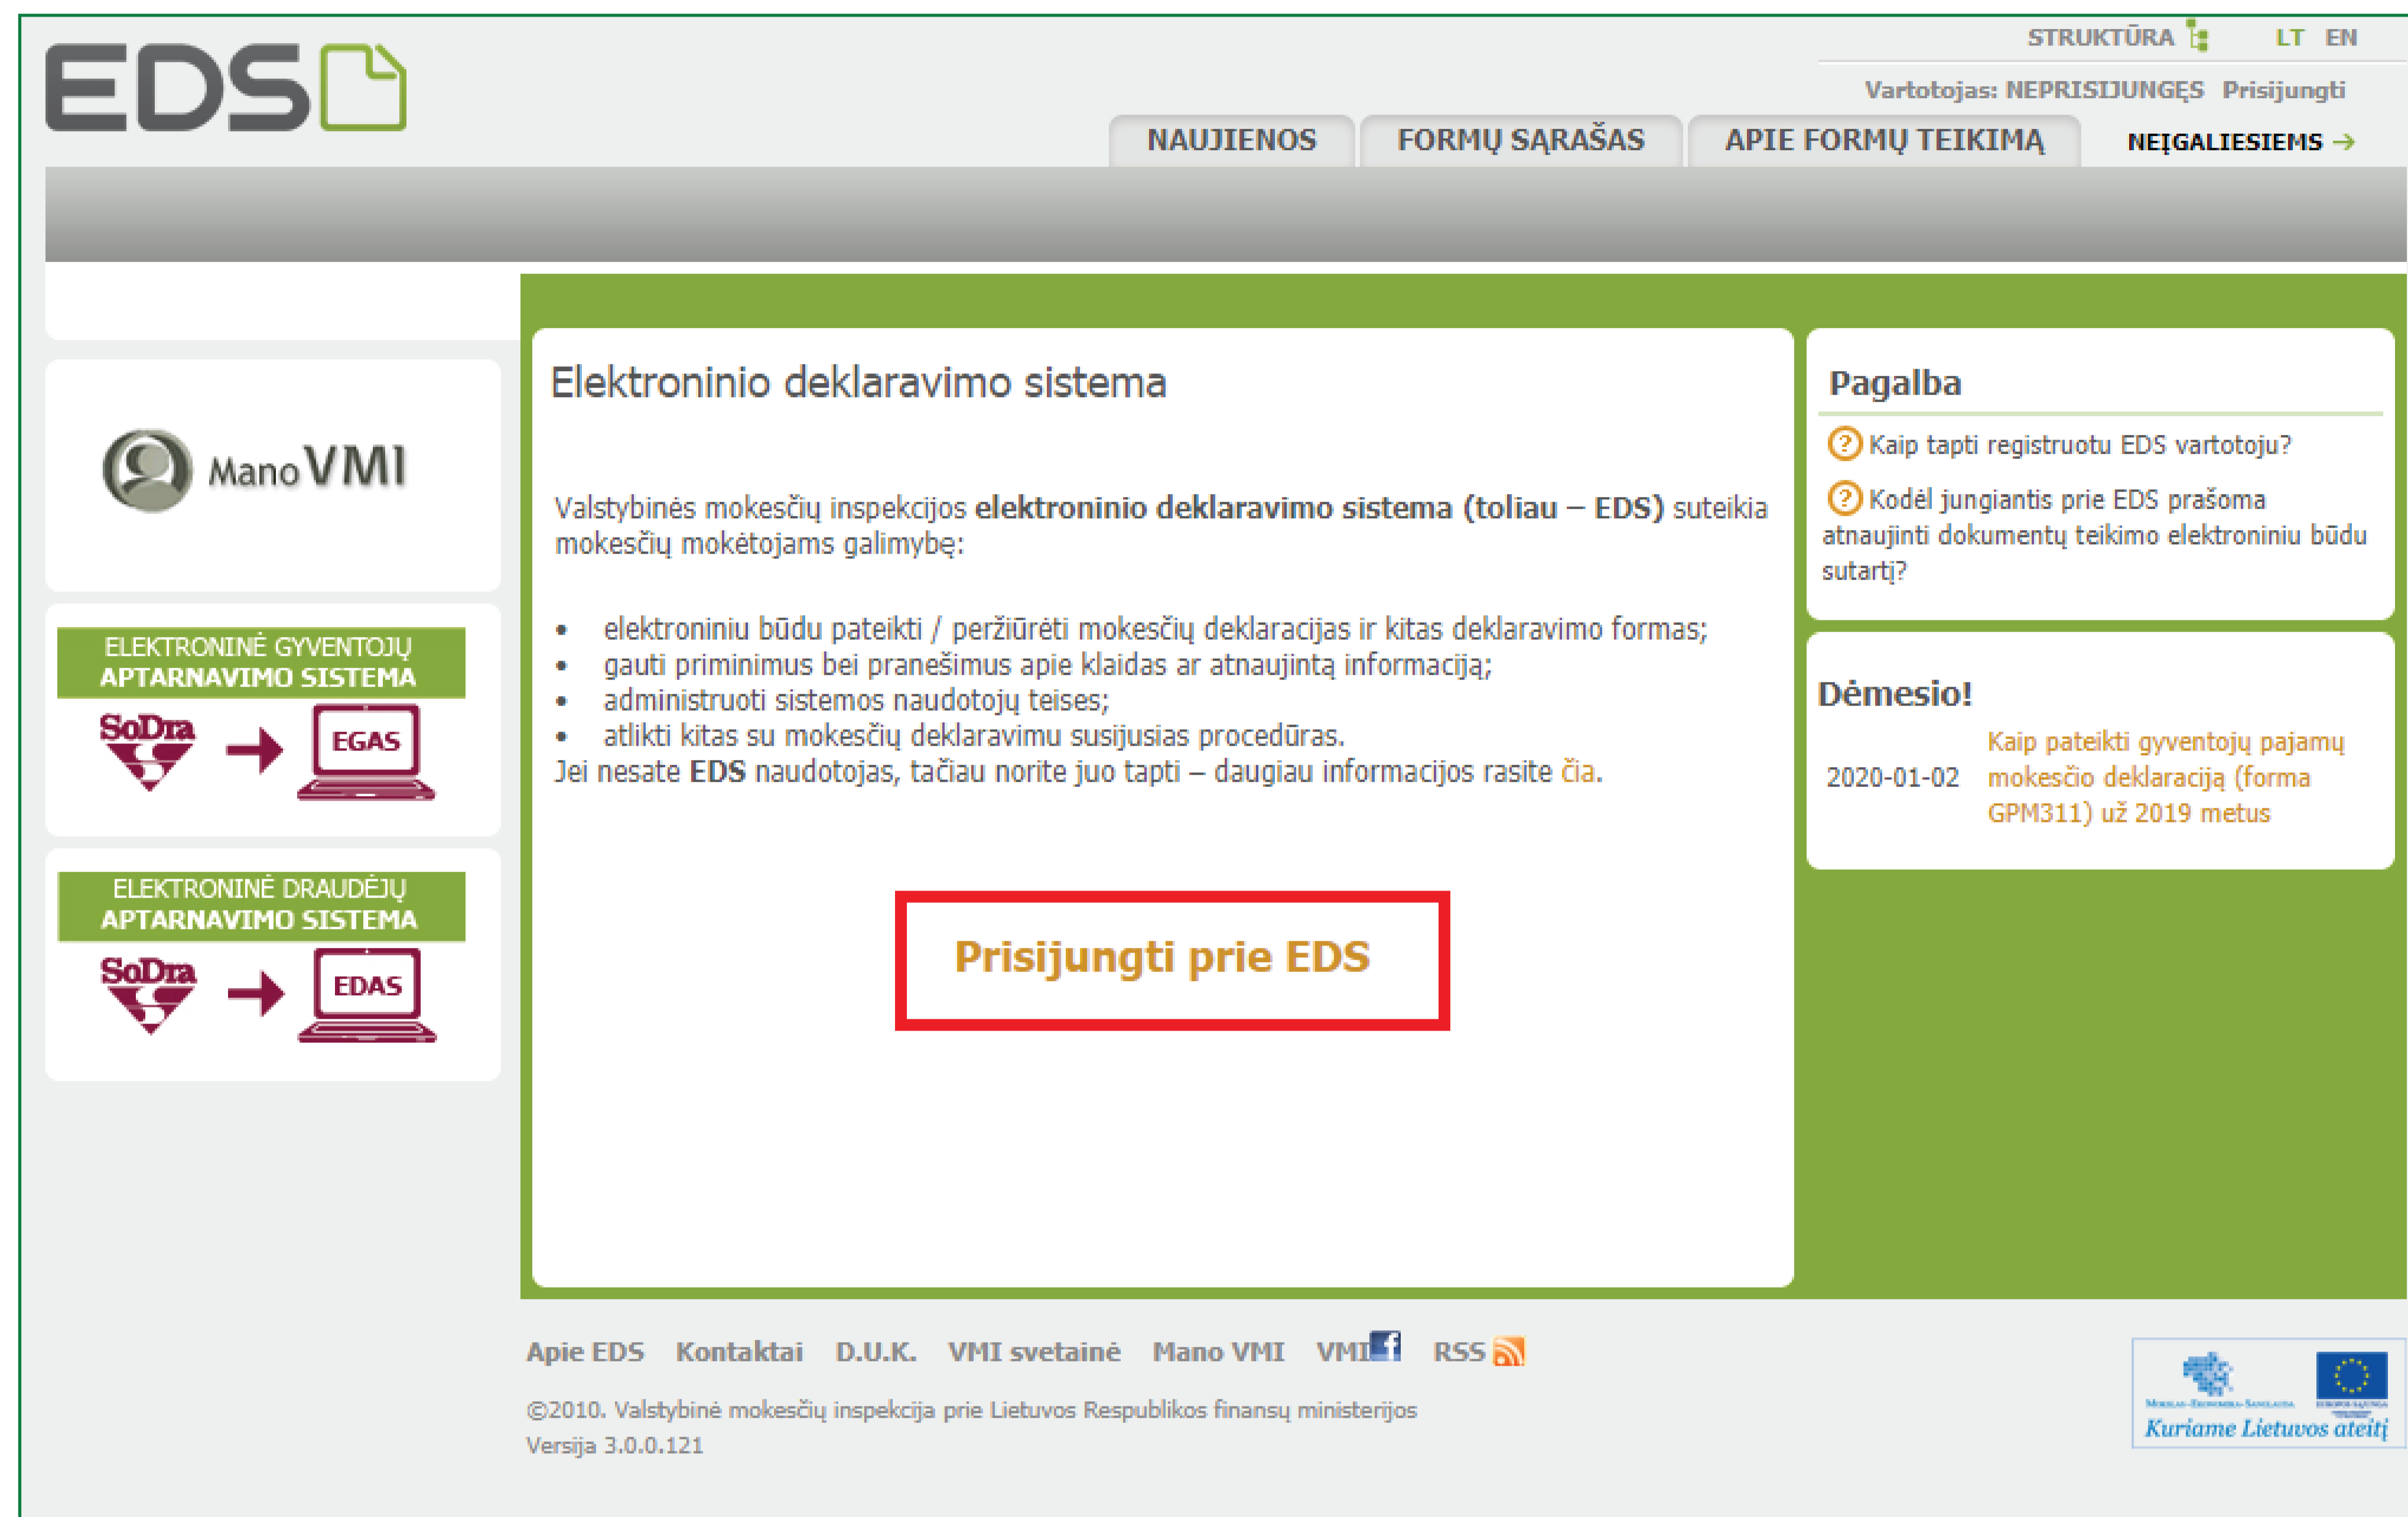 EDS
STRUKTŪRA LT EN
Vartotojas: NEPRISIJUNGĘS Prisijungti
NAUJIENOS FORMŲ SĄRAŠAS APIE FORMŲ TEIKIMĄ NEĮGALIESIEMS →
Mano VMI
ELEKTRONINĖ GYVENTOJŲ
APTARNAVIMO SISTEMA
SoDra EGAS
ELEKTRONINĖ DRAUDĖJŲ
APTARNAVIMO SISTEMA
SoDra EDAS
Elektroninio deklaravimo sistema
Valstybinės mokesčių inspekcijos elektroninio deklaravimo sistema (toliau – EDS) suteikia
mokesčių mokėtojams galimybę:
• elektroniniu būdu pateikti / peržiūrėti mokesčių deklaracijas ir kitas deklaravimo formas;
• gauti priminimus bei pranešimus apie klaidas ar atnaujintą informaciją;
• administruoti sistemos naudotojų teises;
• atlikti kitas su mokesčių deklaravimu susijusias procedūras.
Jei nesate EDS naudotojas, tačiau norite juo tapti – daugiau informacijos rasite čia.
Prisijungti prie EDS
Pagalba
? Kaip tapti registruotu EDS vartotoju?
? Kodėl jungiantis prie EDS prašoma
atnaujinti dokumentų teikimo elektroniniu būdu
sutartį?
Dėmesio!
2020-01-02
Kaip pateikti gyventojų pajamų
mokesčio deklaraciją (forma
GPM311) už 2019 metus
Apie EDS Kontaktai D.U.K. VMI svetainė Mano VMI VMI f RSS
©2010. Valstybinė mokesčių inspekcija prie Lietuvos Respublikos finansų ministerijos
Versija 3.0.0.121
Kuriame Lietuvos ateitį